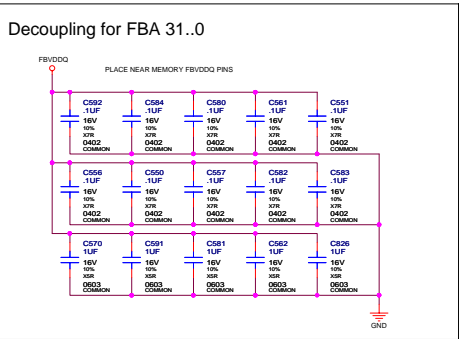 Decoupling for FBA 31..0
FBVDDQ
PLACE NEAR MEMORY FBVDDQ PINS
C592 C584 C580 C561 C551
.1UF .1UF .1UF .1UF .1UF
16V 16V 16V 16V 16V
10% 10% 10% 10% 10%
X7R X7R X7R X7R X7R
0402 0402 0402 0402 0402
COMMON COMMON COMMON COMMON COMMON
C556 C550 C557 C582 C583
.1UF .1UF .1UF .1UF .1UF
16V 16V 16V 16V 16V
10% 10% 10% 10% 10%
X7R X7R X7R X7R X7R
0402 0402 0402 0402 0402
COMMON COMMON COMMON COMMON COMMON
C570 C591 C581 C562 C826
1UF 1UF 1UF 1UF 1UF
16V 16V 16V 16V 16V
10% 10% 10% 10% 10%
X5R X5R X5R X5R X5R
0603 0603 0603 0603 0603
COMMON COMMON COMMON COMMON COMMON
GND